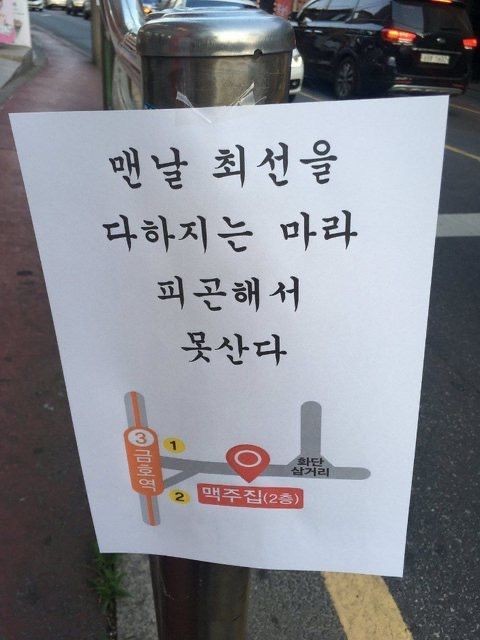 맨날 최선을
다하지는 마라
피곤해서
못산다
3
금호역
1
2
화단
삼거리
맥주집(2층)